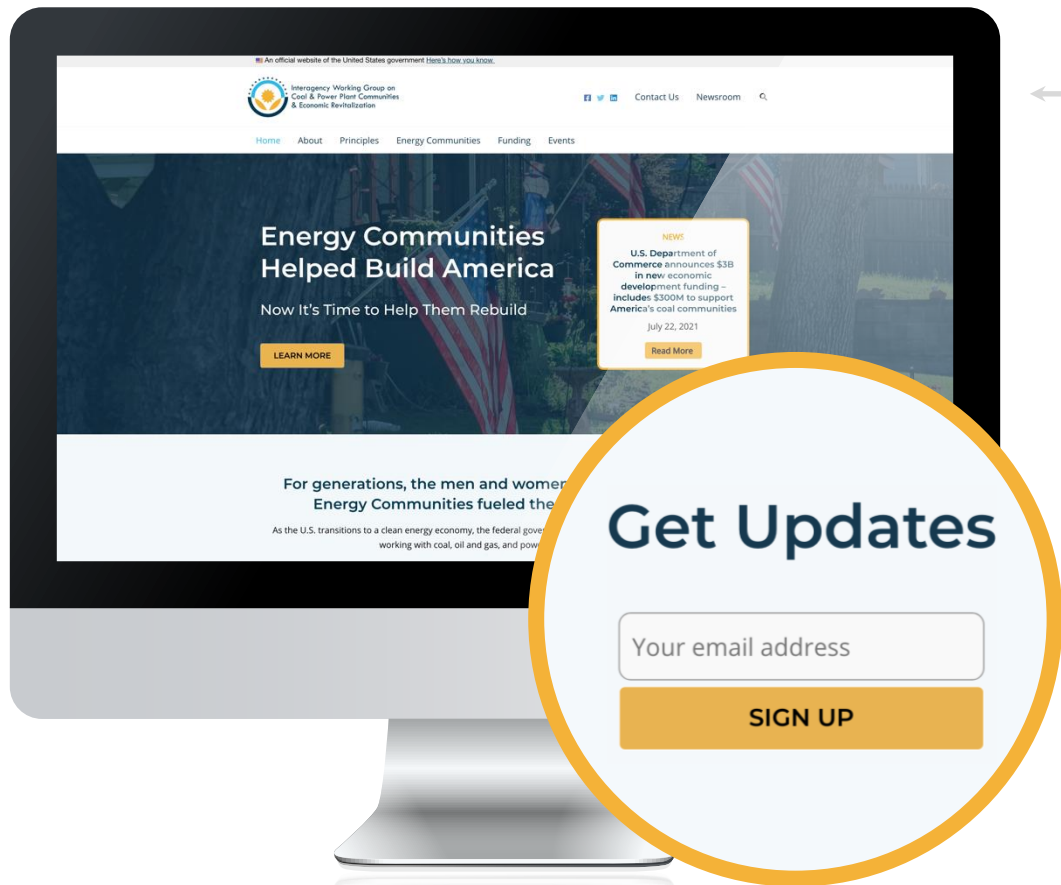 An official website of the United States government Here's how you know.
Interagency Working Group on
Coal & Power Plant Communities
& Economic Revitalization
Contact Us Newsroom
Home About Principles Energy Communities Funding Events
Energy Communities
Helped Build America
Now It's Time to Help Them Rebuild
LEARN MORE
NEWS
U.S. Department of
Commerce announces $3B
in new economic
development funding –
includes $300M to support
America's coal communities
July 22, 2021
Read More
For generations, the men and women
Energy Communities fueled the
As the U.S. transitions to a clean energy economy, the federal gove
working with coal, oil and gas, and pow
Get Updates
Your email address
SIGN UP